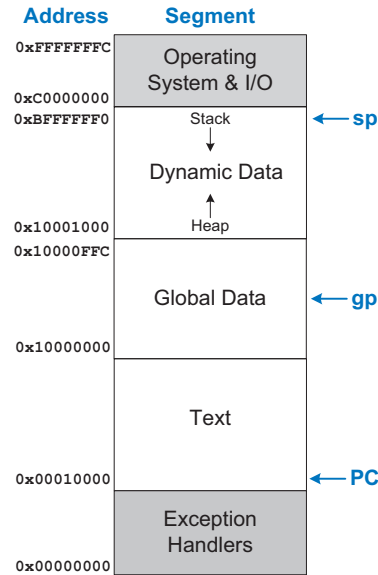 Address Segment
0xFFFFFFFC
Operating
System & I/O
0xC0000000
0xBFFFFFF0 Stack sp
Dynamic Data
0x10001000 Heap
0x10000FFC
Global Data gp
0x10000000
Text
0x00010000 PC
Exception
Handlers
0x00000000